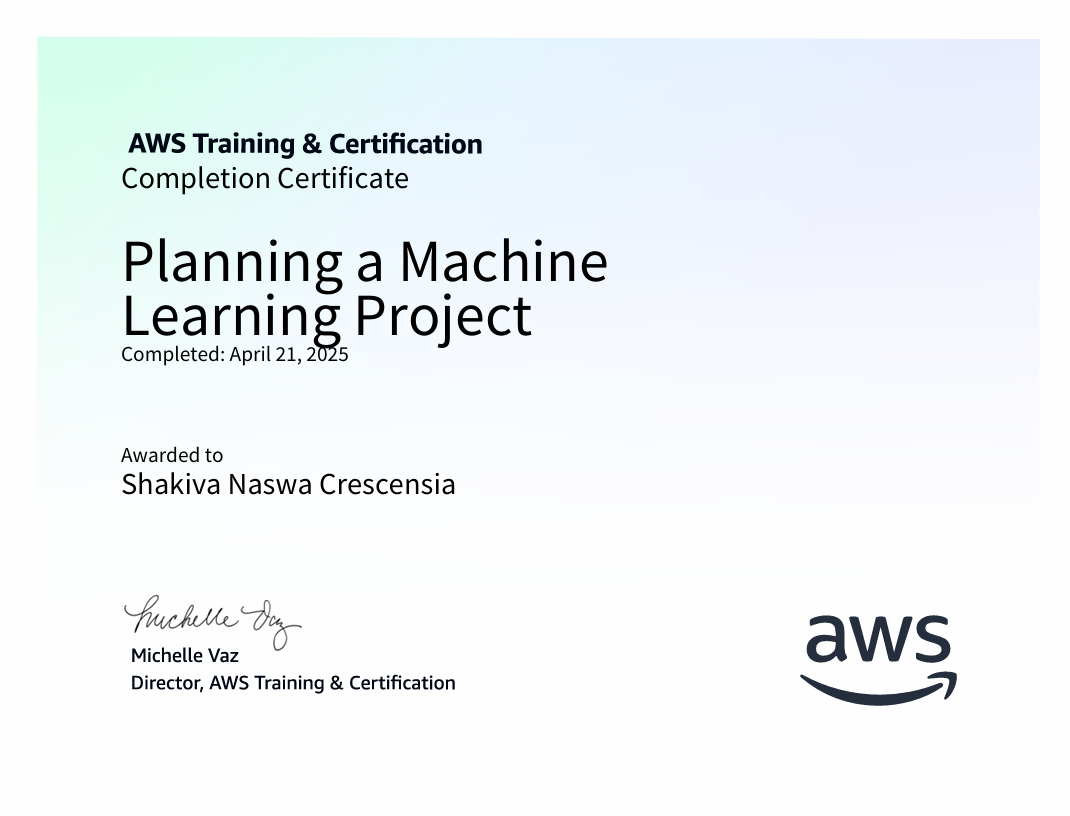 AWS Training & Certification
Completion Certificate
Planning a Machine
Learning Project
Completed: April 21, 2025
Awarded to
Shakiva Naswa Crescensia
Michelle Vaz
Michelle Vaz
Director, AWS Training & Certification
aws